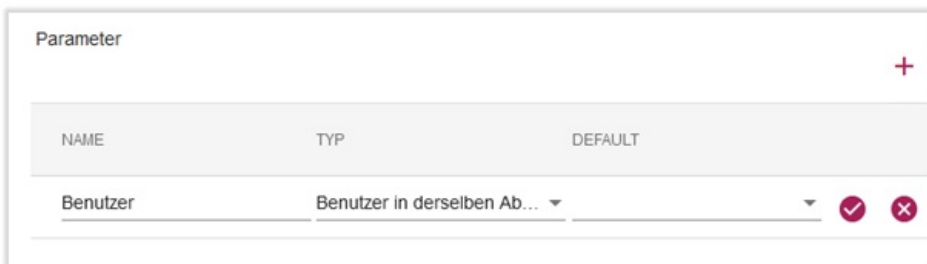 Parameter
NAME TYP DEFAULT
Benutzer Benutzer in derselben Ab...